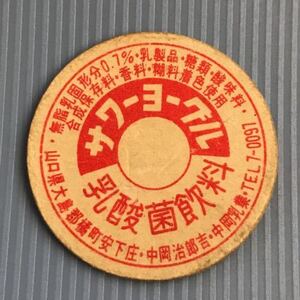 ・無脂乳固形分0.7%・乳製品・糖類・酸味料・
合成保存料・香料・糊料着色使用
サワーヨーグル
乳酸菌飲料
山口県大島郡橘町安下庄・中岡治郎吉・中岡乳業・TEL7-0097